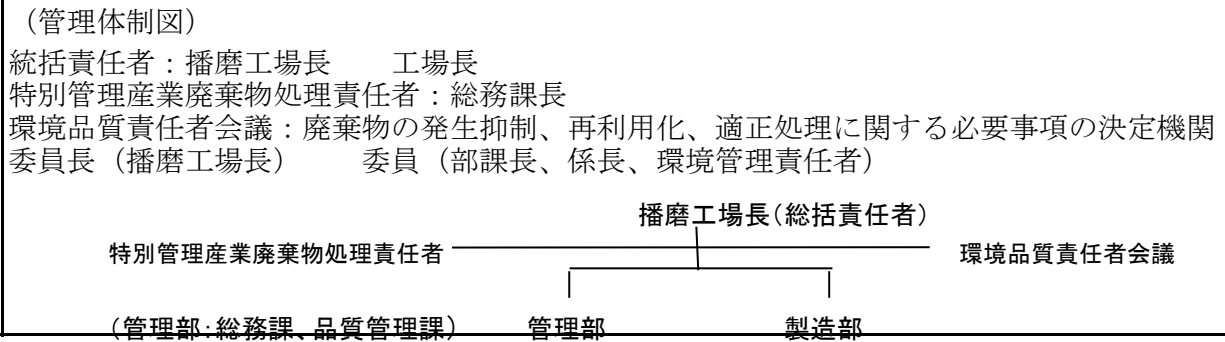 （管理体制図）
統括責任者：播磨工場長　　工場長
特別管理産業廃棄物処理責任者：総務課長
環境品質責任者会議：廃棄物の発生抑制、再利用化、適正処理に関する必要事項の決定機関
委員長（播磨工場長）　　委員（部課長、係長、環境管理責任者）
播磨工場長（総括責任者）
特別管理産業廃棄物処理責任者　環境品質責任者会議
（管理部：総務課、品質管理課）　管理部　製造部